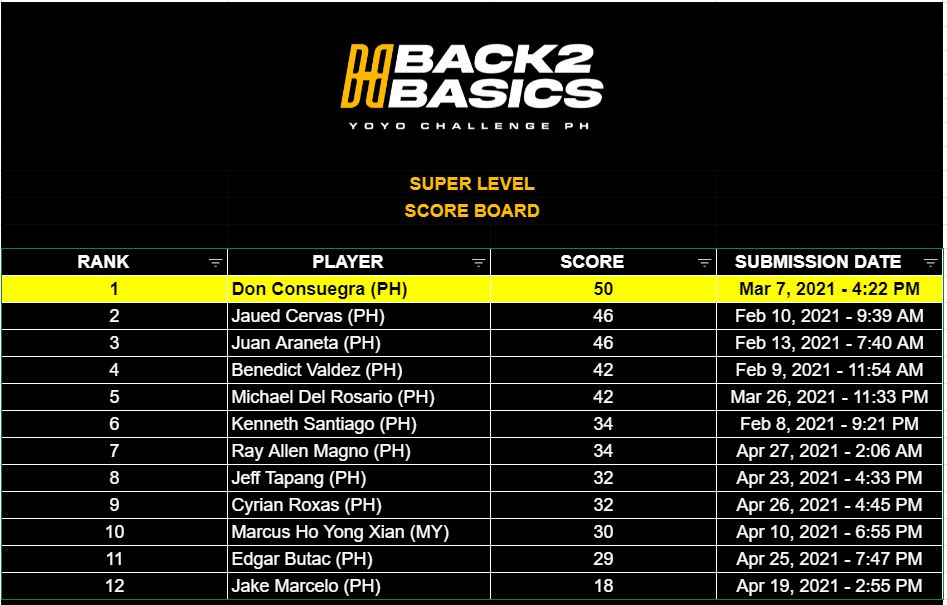 BACK2
BASICS
YOYO CHALLENGE PH
SUPER LEVEL
SCORE BOARD
RANK PLAYER SCORE SUBMISSION DATE
1 Don Consuegra (PH) 50 Mar 7, 2021 - 4:22 PM
2 Jaued Cervas (PH) 46 Feb 10, 2021 - 9:39 AM
3 Juan Araneta (PH) 46 Feb 13, 2021 - 7:40 AM
4 Benedict Valdez (PH) 42 Feb 9, 2021 - 11:54 AM
5 Michael Del Rosario (PH) 42 Mar 26, 2021 - 11:33 PM
6 Kenneth Santiago (PH) 34 Feb 8, 2021 - 9:21 PM
7 Ray Allen Magno (PH) 34 Apr 27, 2021 - 2:06 AM
8 Jeff Tapang (PH) 32 Apr 23, 2021 - 4:33 PM
9 Cyrian Roxas (PH) 32 Apr 26, 2021 - 4:45 PM
10 Marcus Ho Yong Xian (MY) 30 Apr 10, 2021 - 6:55 PM
11 Edgar Butac (PH) 29 Apr 25, 2021 - 7:47 PM
12 Jake Marcelo (PH) 18 Apr 19, 2021 - 2:55 PM